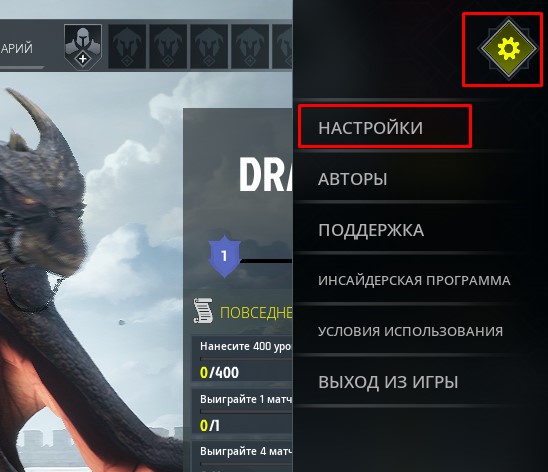 АРИЙ
DRA
1
ПОВСЕДНЕ
Нанесите 400 уро
0/400
Выиграйте 1 матч
0/1
Выиграйте 4 матч
НАСТРОЙКИ
АВТОРЫ
ПОДДЕРЖКА
ИНСАЙДЕРСКАЯ ПРОГРАММА
УСЛОВИЯ ИСПОЛЬЗОВАНИЯ
ВЫХОД ИЗ ИГРЫ